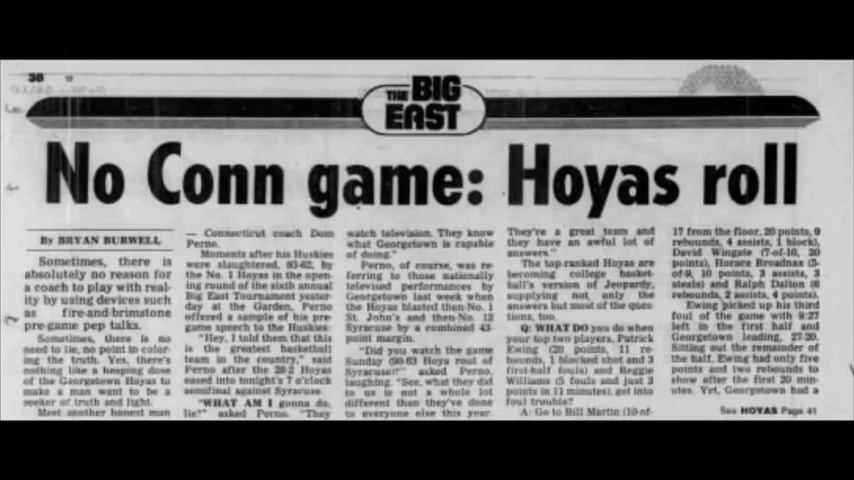 38
THE BIG
EAST
No Conn game: Hoyas roll
By BRYAN BURWELL
Sometimes, there is
absolutely no reason for
a coach to play with real-
ity by using devices such
as fire-and-brimstone
pre-game pep talks.
Sometimes, there is no
need to lie, no point in color-
ing the truth. Yes, there's
nothing like a heaping dose
of the Georgetown Hoyas to
make a man want to be a
seeker of truth and light.
Meet another honest man
— Connecticut coach Dom
Perno.
Moments after his Huskies
were slaughtered, 93-62, by
the No. 1 Hoyas in the open-
ing round of the sixth annual
Big East Tournament yester-
day at the Garden, Perno
offered a sample of his pre-
game speech to the Huskies:
"Hey, I told them that this
is the greatest basketball
team in the country," said
Perno after the 28-2 Hoyas
eased into tonight's 7 o'clock
semifinal against Syracuse.
"WHAT AM I gonna do,
lie?" asked Perno. "They
watch television. They know
what Georgetown is capable
of doing."
Perno, of course, was re-
ferring to those nationally
televised performances by
Georgetown last week when
the Hoyas blasted then-No. 1
St. John's and then-No. 12
Syracuse by a combined 43-
point margin.
"Did you watch the game
Sunday (90-63 Hoya rout of
Syracuse)?" asked Perno,
laughing. "See, what they did
to us is not a whole lot
different than they've done
to everyone else this year.
They're a great team and
they have an awful lot of
answers."
The top-ranked Hoyas are
becoming college basket-
ball's version of Jeopardy,
supplying not only the
answers but most of the ques-
tions, too.
Q: WHAT DO you do when
your top two players, Patrick
Ewing (20 points, 11 re-
bounds, 1 blocked shot and 3
first-half fouls) and Reggie
Williams (5 fouls and just 3
points in 11 minutes), get into
foul trouble?
A: Go to Bill Martin (10-of-
17 from the floor, 20 points, 9
rebounds, 4 assists, 1 block),
David Wingate (7-of-10, 20
points), Horace Broadnax (5-
of-9, 10 points, 3 assists, 3
steals) and Ralph Dalton (6
rebounds, 2 assists, 4 points).
Ewing picked up his third
foul of the game with 9:27
left in the first half and
Georgetown leading, 27-20.
Sitting out the remainder of
the half, Ewing had only five
points and two rebounds to
show after the first 20 min-
utes. Yet, Georgetown had a
See HOYAS Page 41